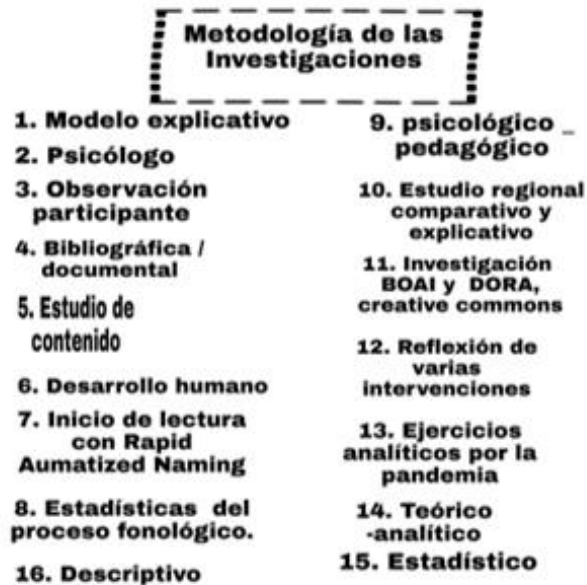 Metodología de las
Investigaciones
1. Modelo explicativo
2. Psicólogo
3. Observación
participante
4. Bibliográfica /
documental
5. Estudio de
contenido
6. Desarrollo humano
7. Inicio de lectura
con Rapid
Aumatized Naming
8. Estadísticas del
proceso fonológico.
16. Descriptivo
9. psicológico _
pedagógico
10. Estudio regional
comparativo y
explicativo
11. Investigación
BOAI y DORA,
creative commons
12. Reflexión de
varias
intervenciones
13. Ejercicios
analíticos por la
pandemia
14. Teórico
-analítico
15. Estadístico